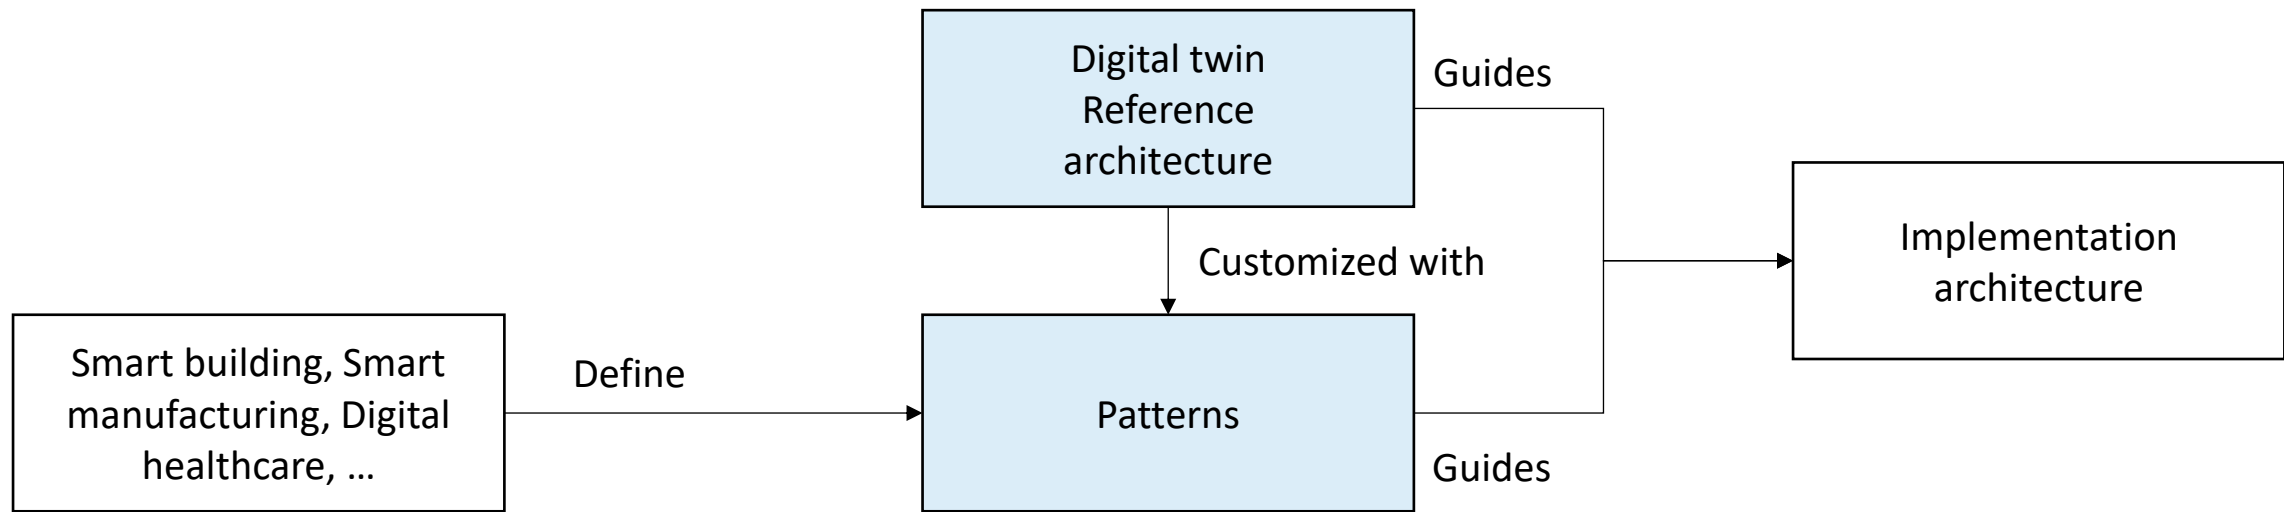 Digital twin
Reference
architecture
Guides
Customized with
Implementation
architecture
Smart building, Smart
manufacturing, Digital
healthcare, ...
Define
Patterns
Guides